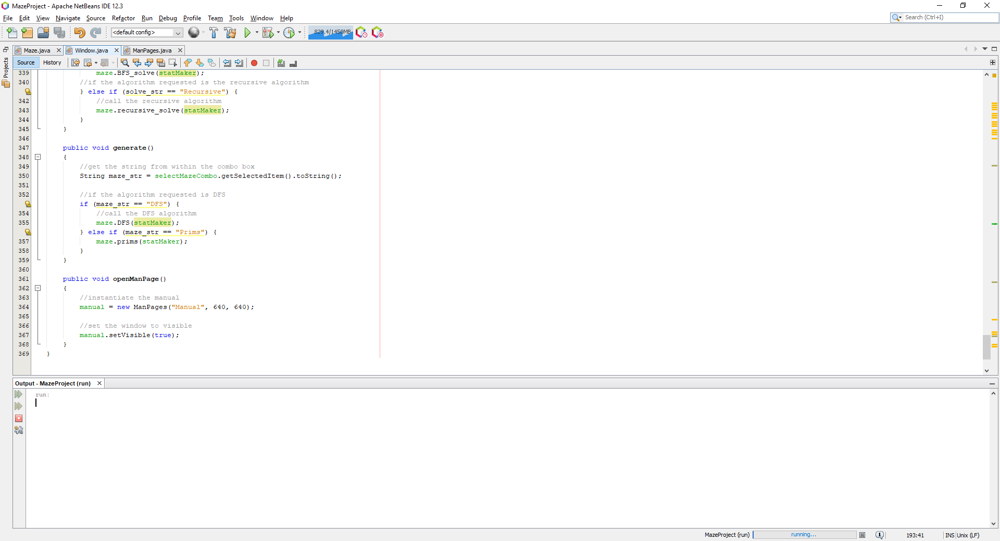 MazeProject - Apache NetBeans IDE 12.3
File Edit View Navigate Source Refactor Run Debug Profile Team Tools Window Help
Search (Ctrl+I)
<default config>
829.4/1450MB
Projects
Maze.java
Window.java
ManPages.java
Source History
339 maze.BFS_solve(statMaker);
340 //if the algorithm requested is the recursive algorithm
} else if (solve_str == "Recursive") {
342 //call the recursive algorithm
343 maze.recursive_solve(statMaker);
344 }
345 }
346
347 public void generate()
348 {
349 //get the string from within the combo box
350 String maze_str = selectMazeCombo.getSelectedItem().toString();
351
352 //if the algorithm requested is DFS
if (maze_str == "DFS") {
354 //call the DFS algorithm
355 maze.DFS(statMaker);
} else if (maze_str == "Prims") {
357 maze.prims(statMaker);
358 }
359 }
360
361 public void openManPage()
362 {
363 //instantiate the manual
364 manual = new ManPages("Manual", 640, 640);
365
366 //set the window to visible
367 manual.setVisible(true);
368 }
369 }
Output - MazeProject (run)
run:
MazeProject (run) running... 1 193:41 INS Unix (LF)